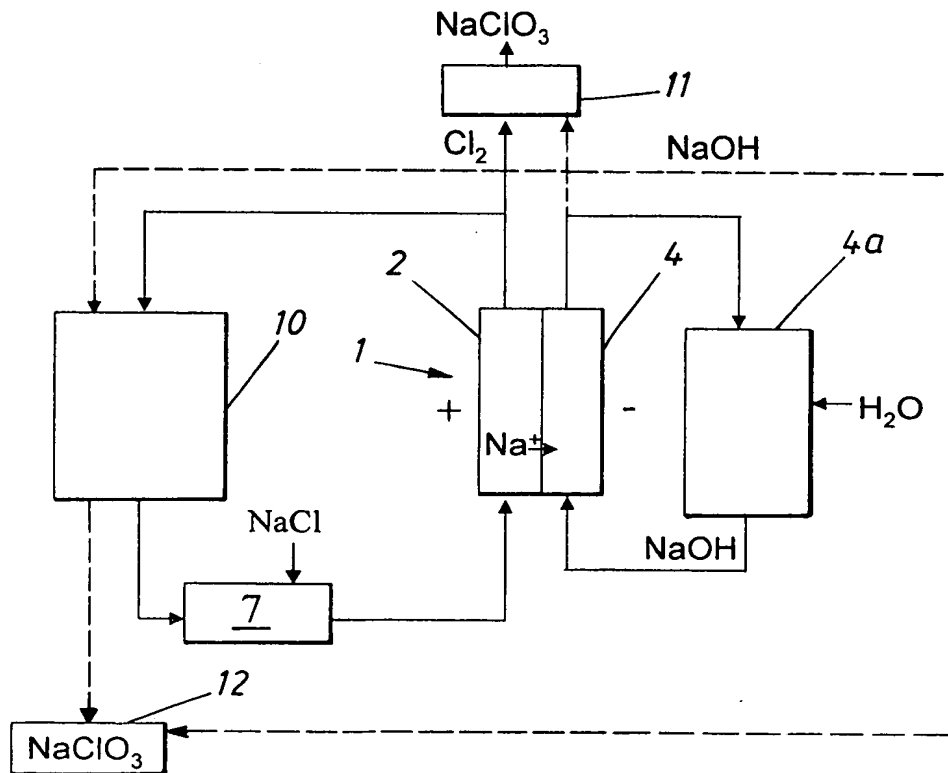 NaClO₃
11
Cl₂
NaOH
2
4
4a
10
1
+
-
H₂O
Na⁺
NaCl
NaOH
7
12
NaClO₃